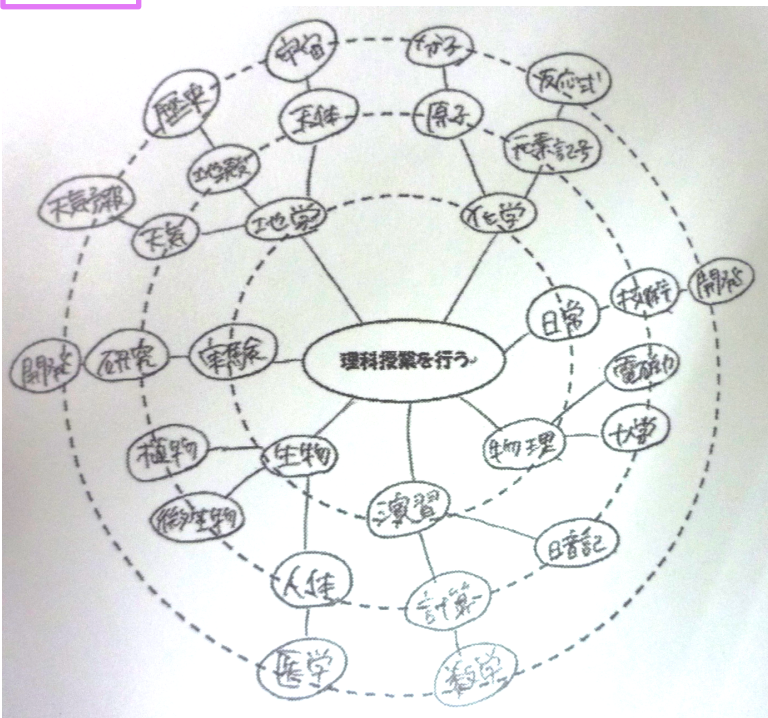 宇宙
分子
歴史
反応式
天体
原子
地質
元素記号
天気予報
天気
地学
化学
開発
技術
日常
理科授業を行う
開発
研究
実験
電磁力
力学
物理
植物
生物
微生物
演習
暗記
人体
計算
医学
数学